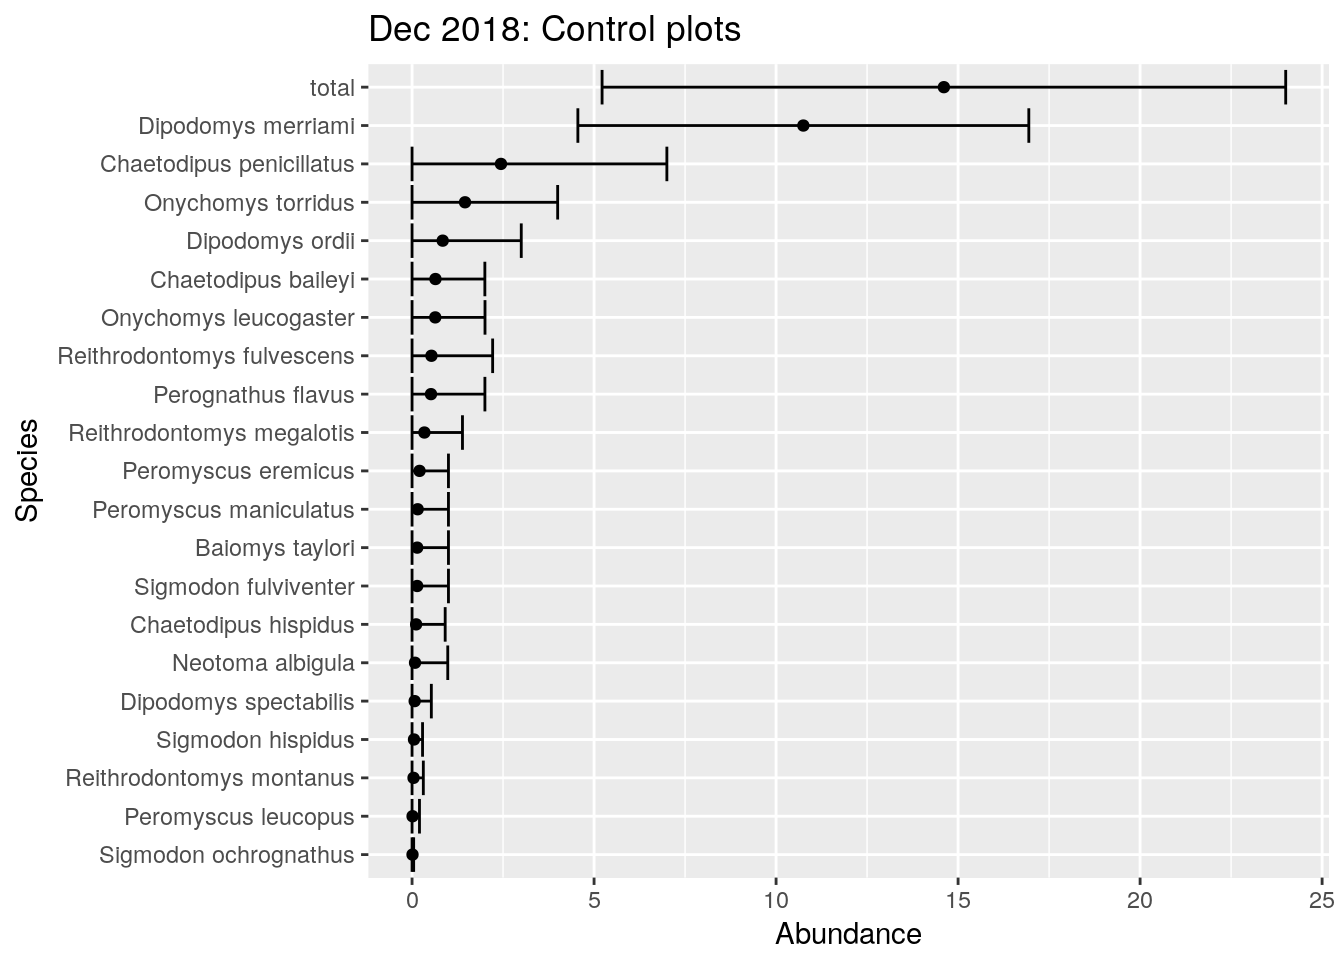 Dec 2018: Control plots
total
Dipodomys merriami
Chaetodipus penicillatus
Onychomys torridus
Dipodomys ordii
Chaetodipus baileyi
Onychomys leucogaster
Reithrodontomys fulvescens
Perognathus flavus
Reithrodontomys megalotis
Peromyscus eremicus
Peromyscus maniculatus
Baiomys taylori
Sigmodon fulviventer
Chaetodipus hispidus
Neotoma albigula
Dipodomys spectabilis
Sigmodon hispidus
Reithrodontomys montanus
Peromyscus leucopus
Sigmodon ochrognathus
Species
0 5 10 15 20 25
Abundance